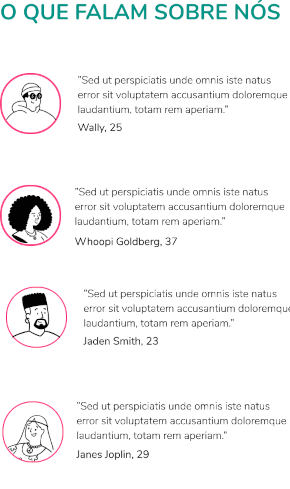 O QUE FALAM SOBRE NÓS
"Sed ut perspiciatis unde omnis iste natus
error sit voluptatem accusantium doloremque
laudantium, totam rem aperiam."
Wally, 25
"Sed ut perspiciatis unde omnis iste natus
error sit voluptatem accusantium doloremque
laudantium, totam rem aperiam."
Whoopi Goldberg, 37
"Sed ut perspiciatis unde omnis iste natus
error sit voluptatem accusantium doloremque
laudantium, totam rem aperiam."
Jaden Smith, 23
"Sed ut perspiciatis unde omnis iste natus
error sit voluptatem accusantium doloremque
laudantium, totam rem aperiam."
Janes Joplin, 29